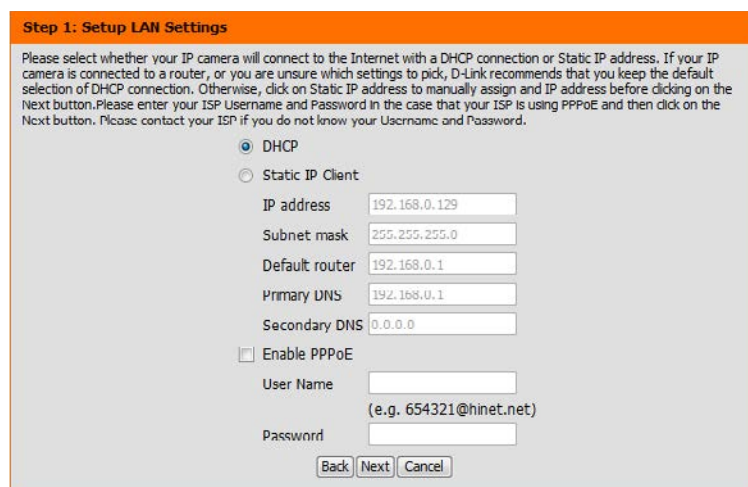 Step 1: Setup LAN Settings
Please select whether your IP camera will connect to the Internet with a DHCP connection or Static IP address. If your IP
camera is connected to a router, or you are unsure which settings to pick, D-Link recommends that you keep the default
selection of DHCP connection. Otherwise, click on Static IP address to manually assign and IP address before clicking on the
Next button.Please enter your ISP Username and Password in the case that your ISP is using PPPoE and then click on the
Next button. Please contact your ISP if you do not know your Username and Password.
DHCP
Static IP Client
IP address 192.168.0.129
Subnet mask 255.255.255.0
Default router 192.168.0.1
Primary DNS 192.168.0.1
Secondary DNS 0.0.0.0
Enable PPPoE
User Name
(e.g. 654321@hinet.net)
Password
Back Next Cancel